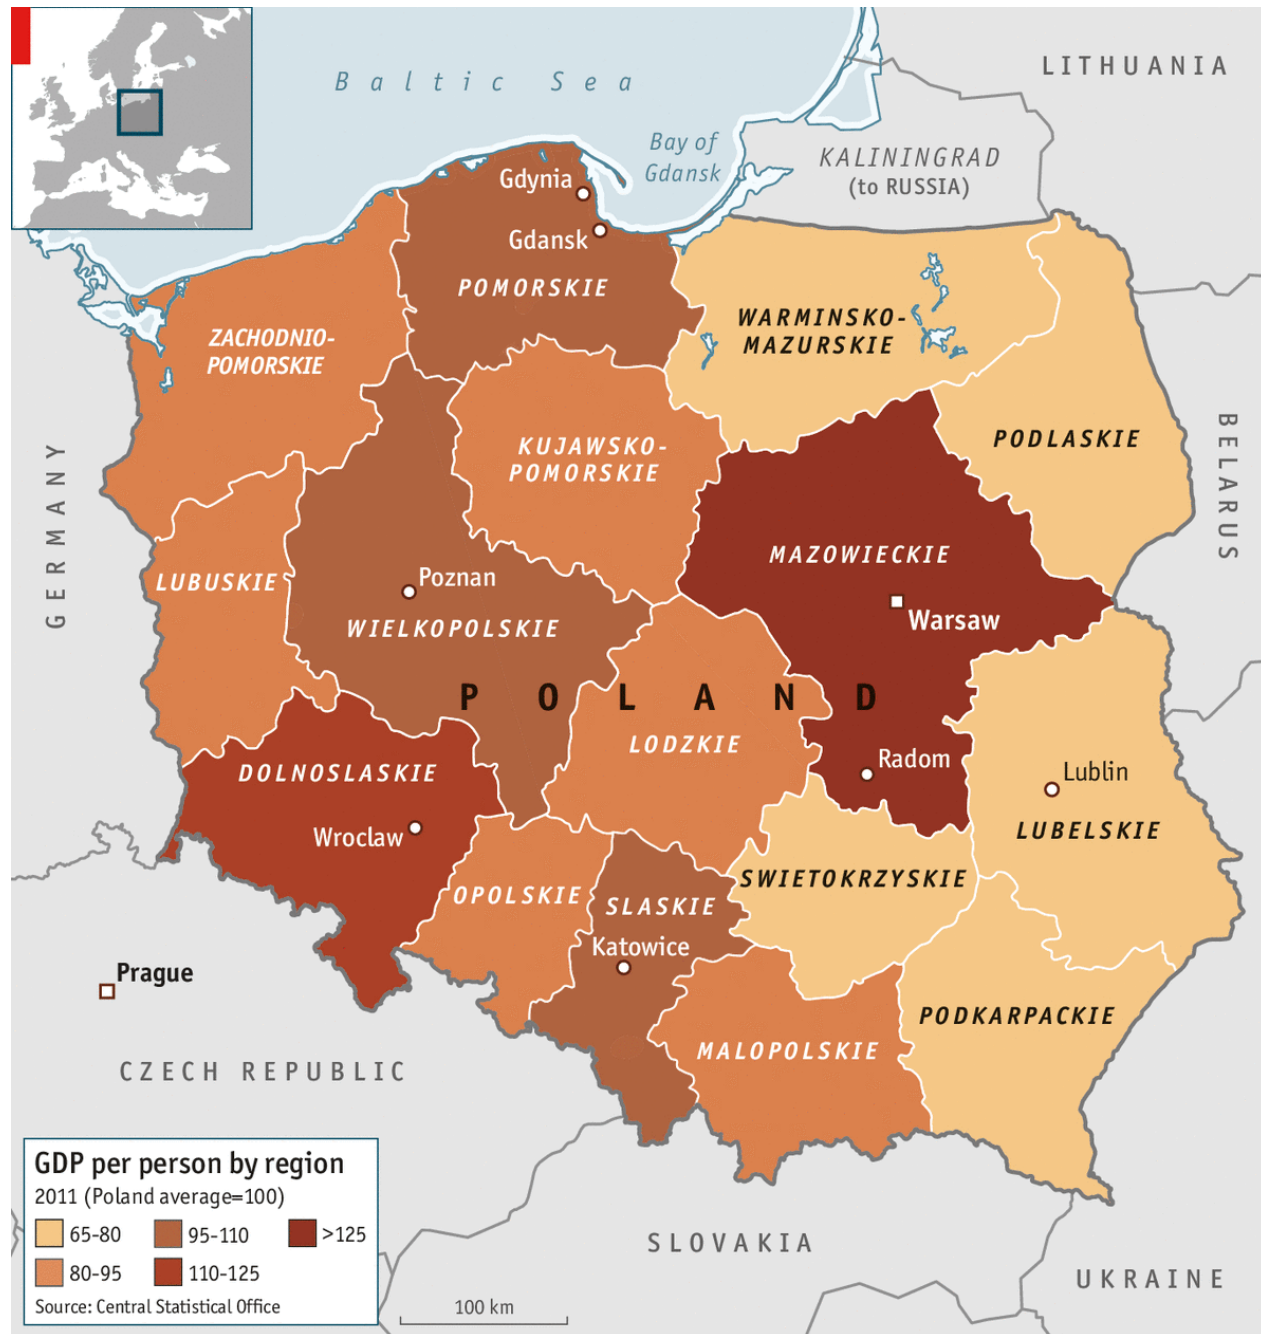 Baltic Sea
Bay of
Gdansk
LITHUANIA
KALININGRAD
(to RUSSIA)
Gdynia
Gdansk
POMORSKIE
ZACHODNIO-
POMORSKIE
WARMINSKO-
MAZURSKIE
KUJAWSKO-
POMORSKIE
PODLASKIE
GERMANY
BELARUS
LUBUSKIE
Poznan
WIELKOPOLSKIE
MAZOWIECKIE
Warsaw
POLAND
LODZKIE
DOLNOSLASKIE
Wroclaw
Radom
Lublin
LUBELSKIE
OPOLSKIE
SLASKIE
Katowice
SWIETOKRZYSKIE
Prague
CZECH REPUBLIC
MALOPOLSKIE
PODKARPACKIE
SLOVAKIA
UKRAINE
GDP per person by region
2011 (Poland average=100)
65-80
95-110
>125
80-95
110-125
Source: Central Statistical Office
100 km